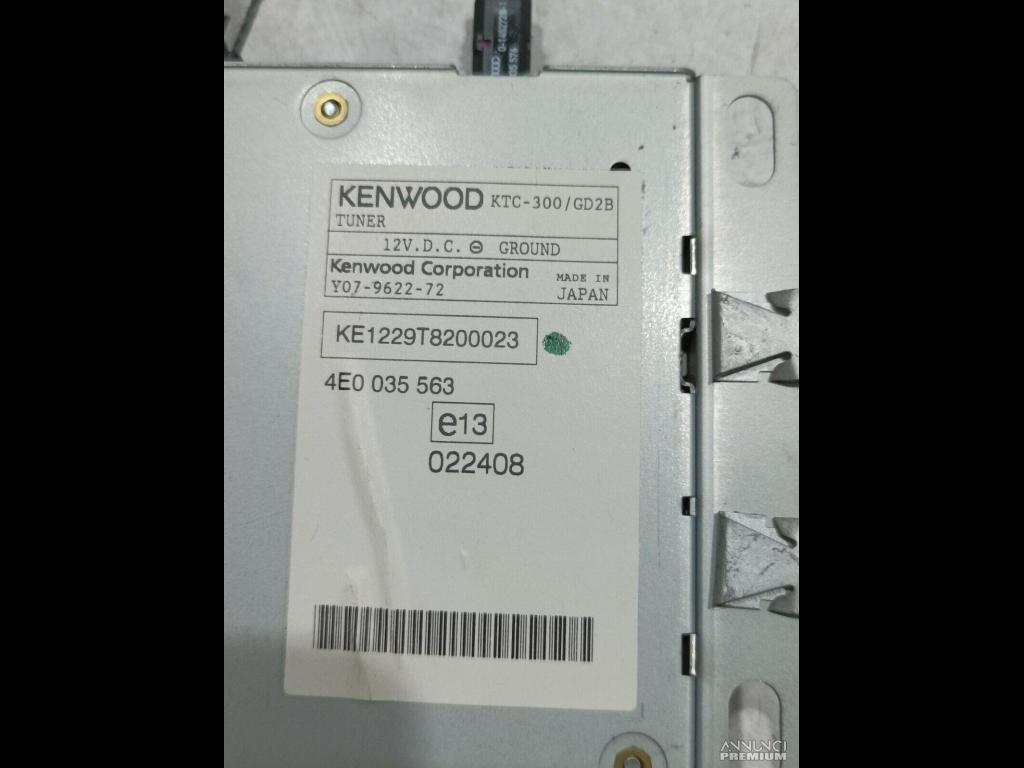 KENWOOD KTC-300/GD2B
TUNER
12V.D.C. ⊖ GROUND
Kenwood Corporation MADE IN
Y07-9622-72 JAPAN
KE1229T8200023
4E0 035 563
e13
022408
ANNUNCI
PREMIUM